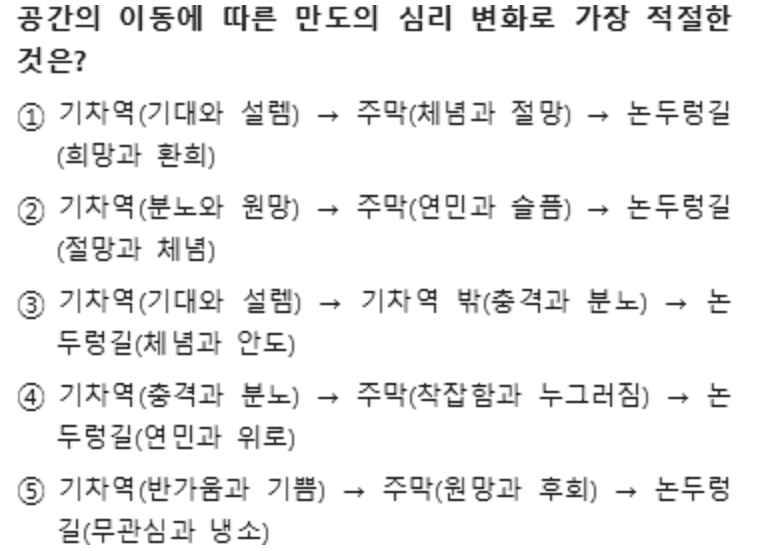 공간의 이동에 따른 만도의 심리 변화로 가장 적절한
것은?
① 기차역(기대와 설렘) → 주막(체념과 절망) → 논두렁길
(희망과 환희)
② 기차역(분노와 원망) → 주막(연민과 슬픔) → 논두렁길
(절망과 체념)
③ 기차역(기대와 설렘) → 기차역 밖(충격과 분노) → 논
두렁길(체념과 안도)
④ 기차역(충격과 분노) → 주막(착잡함과 누그러짐) → 논
두렁길(연민과 위로)
⑤ 기차역(반가움과 기쁨) → 주막(원망과 후회) → 논두렁
길(무관심과 냉소)